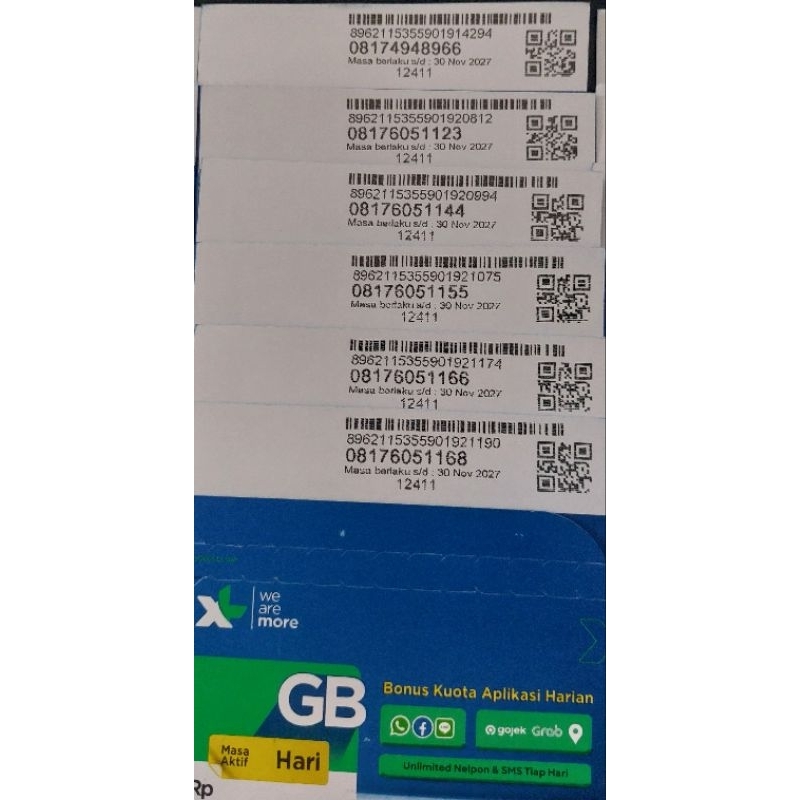 8962115355901914294
08174948966
Masa berlaku s/d : 30 Nov 2027
12411
8962115355901920812
08176051123
Masa berlaku s/d : 30 Nov 2027
12411
8962115355901920994
08176051144
Masa berlaku s/d : 30 Nov 2027
12411
8962115355901921075
08176051155
Masa berlaku s/d : 30 Nov 2027
12411
8962115355901921174
08176051166
Masa berlaku s/d : 30 Nov 2027
12411
8962115355901921190
08176051168
Masa berlaku s/d : 30 Nov 2027
12411
XL
we
are
more
GB
Bonus Kuota Aplikasi Harian
LINE
gojek Grab
Masa
Aktif
Hari
Unlimited Nelpon & SMS Tiap Hari
Rp